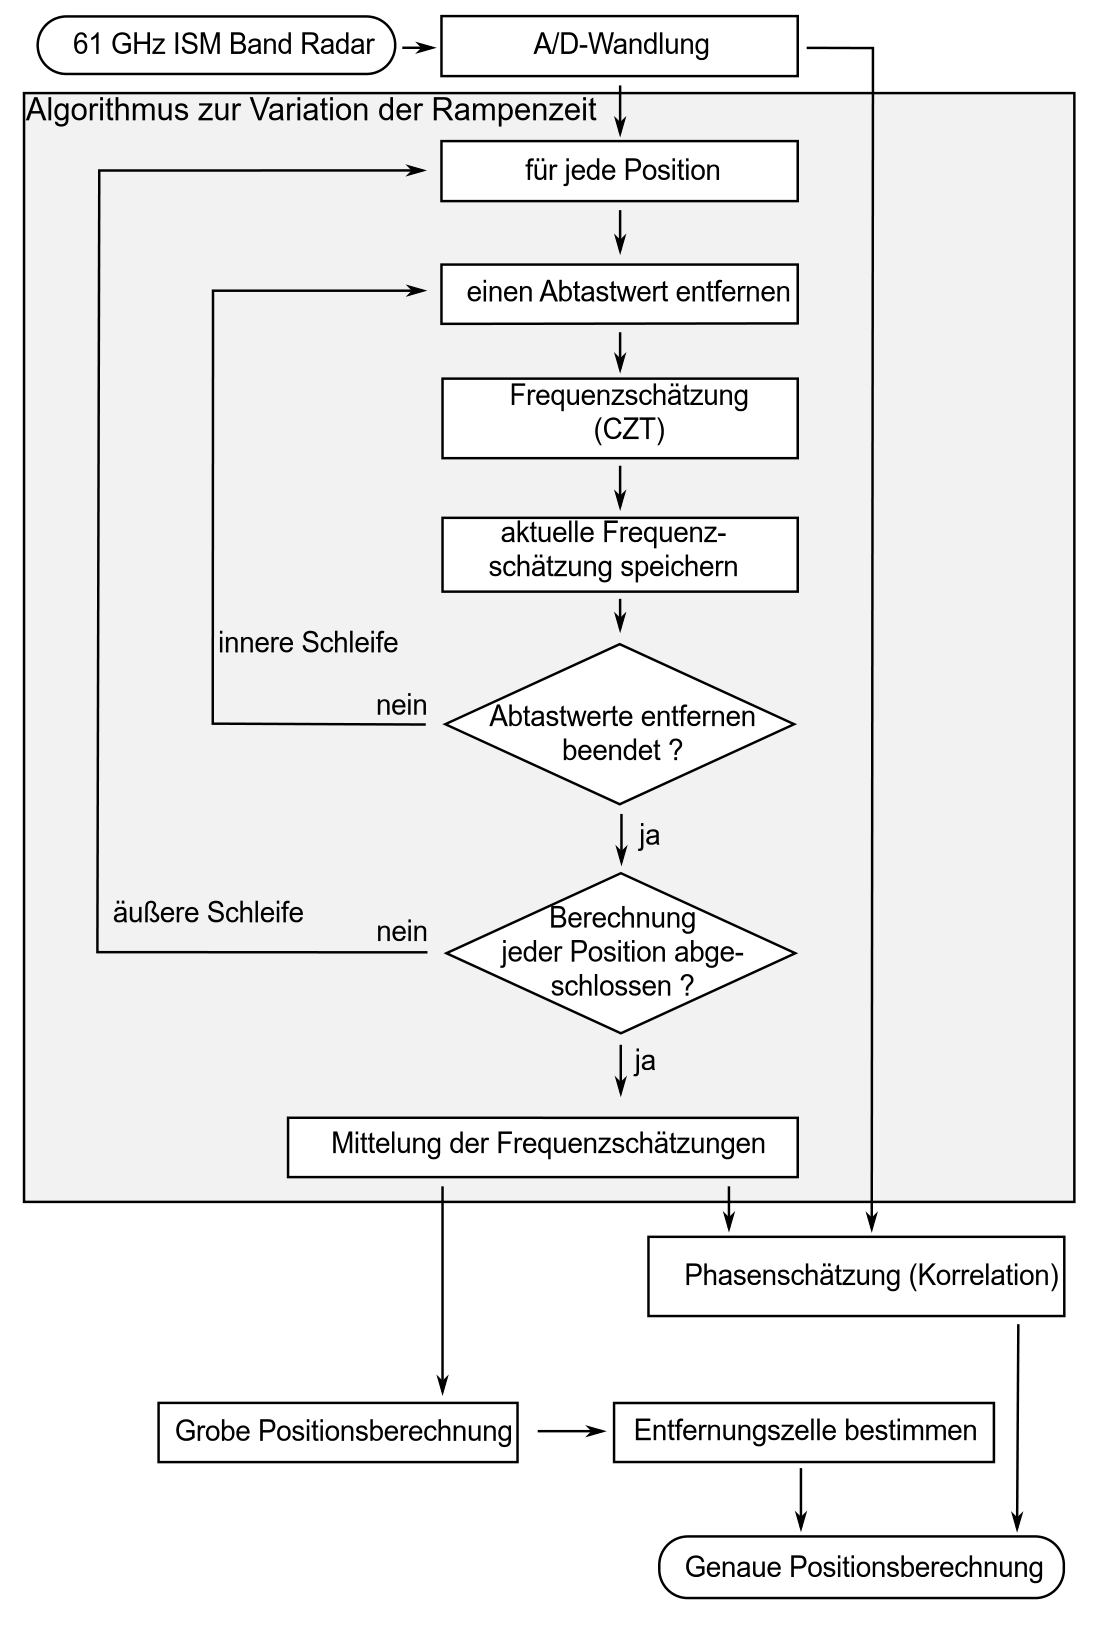 61 GHz ISM Band Radar
A/D-Wandlung
Algorithmus zur Variation der Rampenzeit
für jede Position
einen Abtastwert entfernen
Frequenzschätzung
(CZT)
aktuelle Frequenz-
schätzung speichern
innere Schleife
nein
Abtastwerte entfernen
beendet ?
ja
äußere Schleife
nein
Berechnung
jeder Position abge-
schlossen ?
ja
Mittelung der Frequenzschätzungen
Phasenschätzung (Korrelation)
Grobe Positionsberechnung
Entfernungszelle bestimmen
Genaue Positionsberechnung